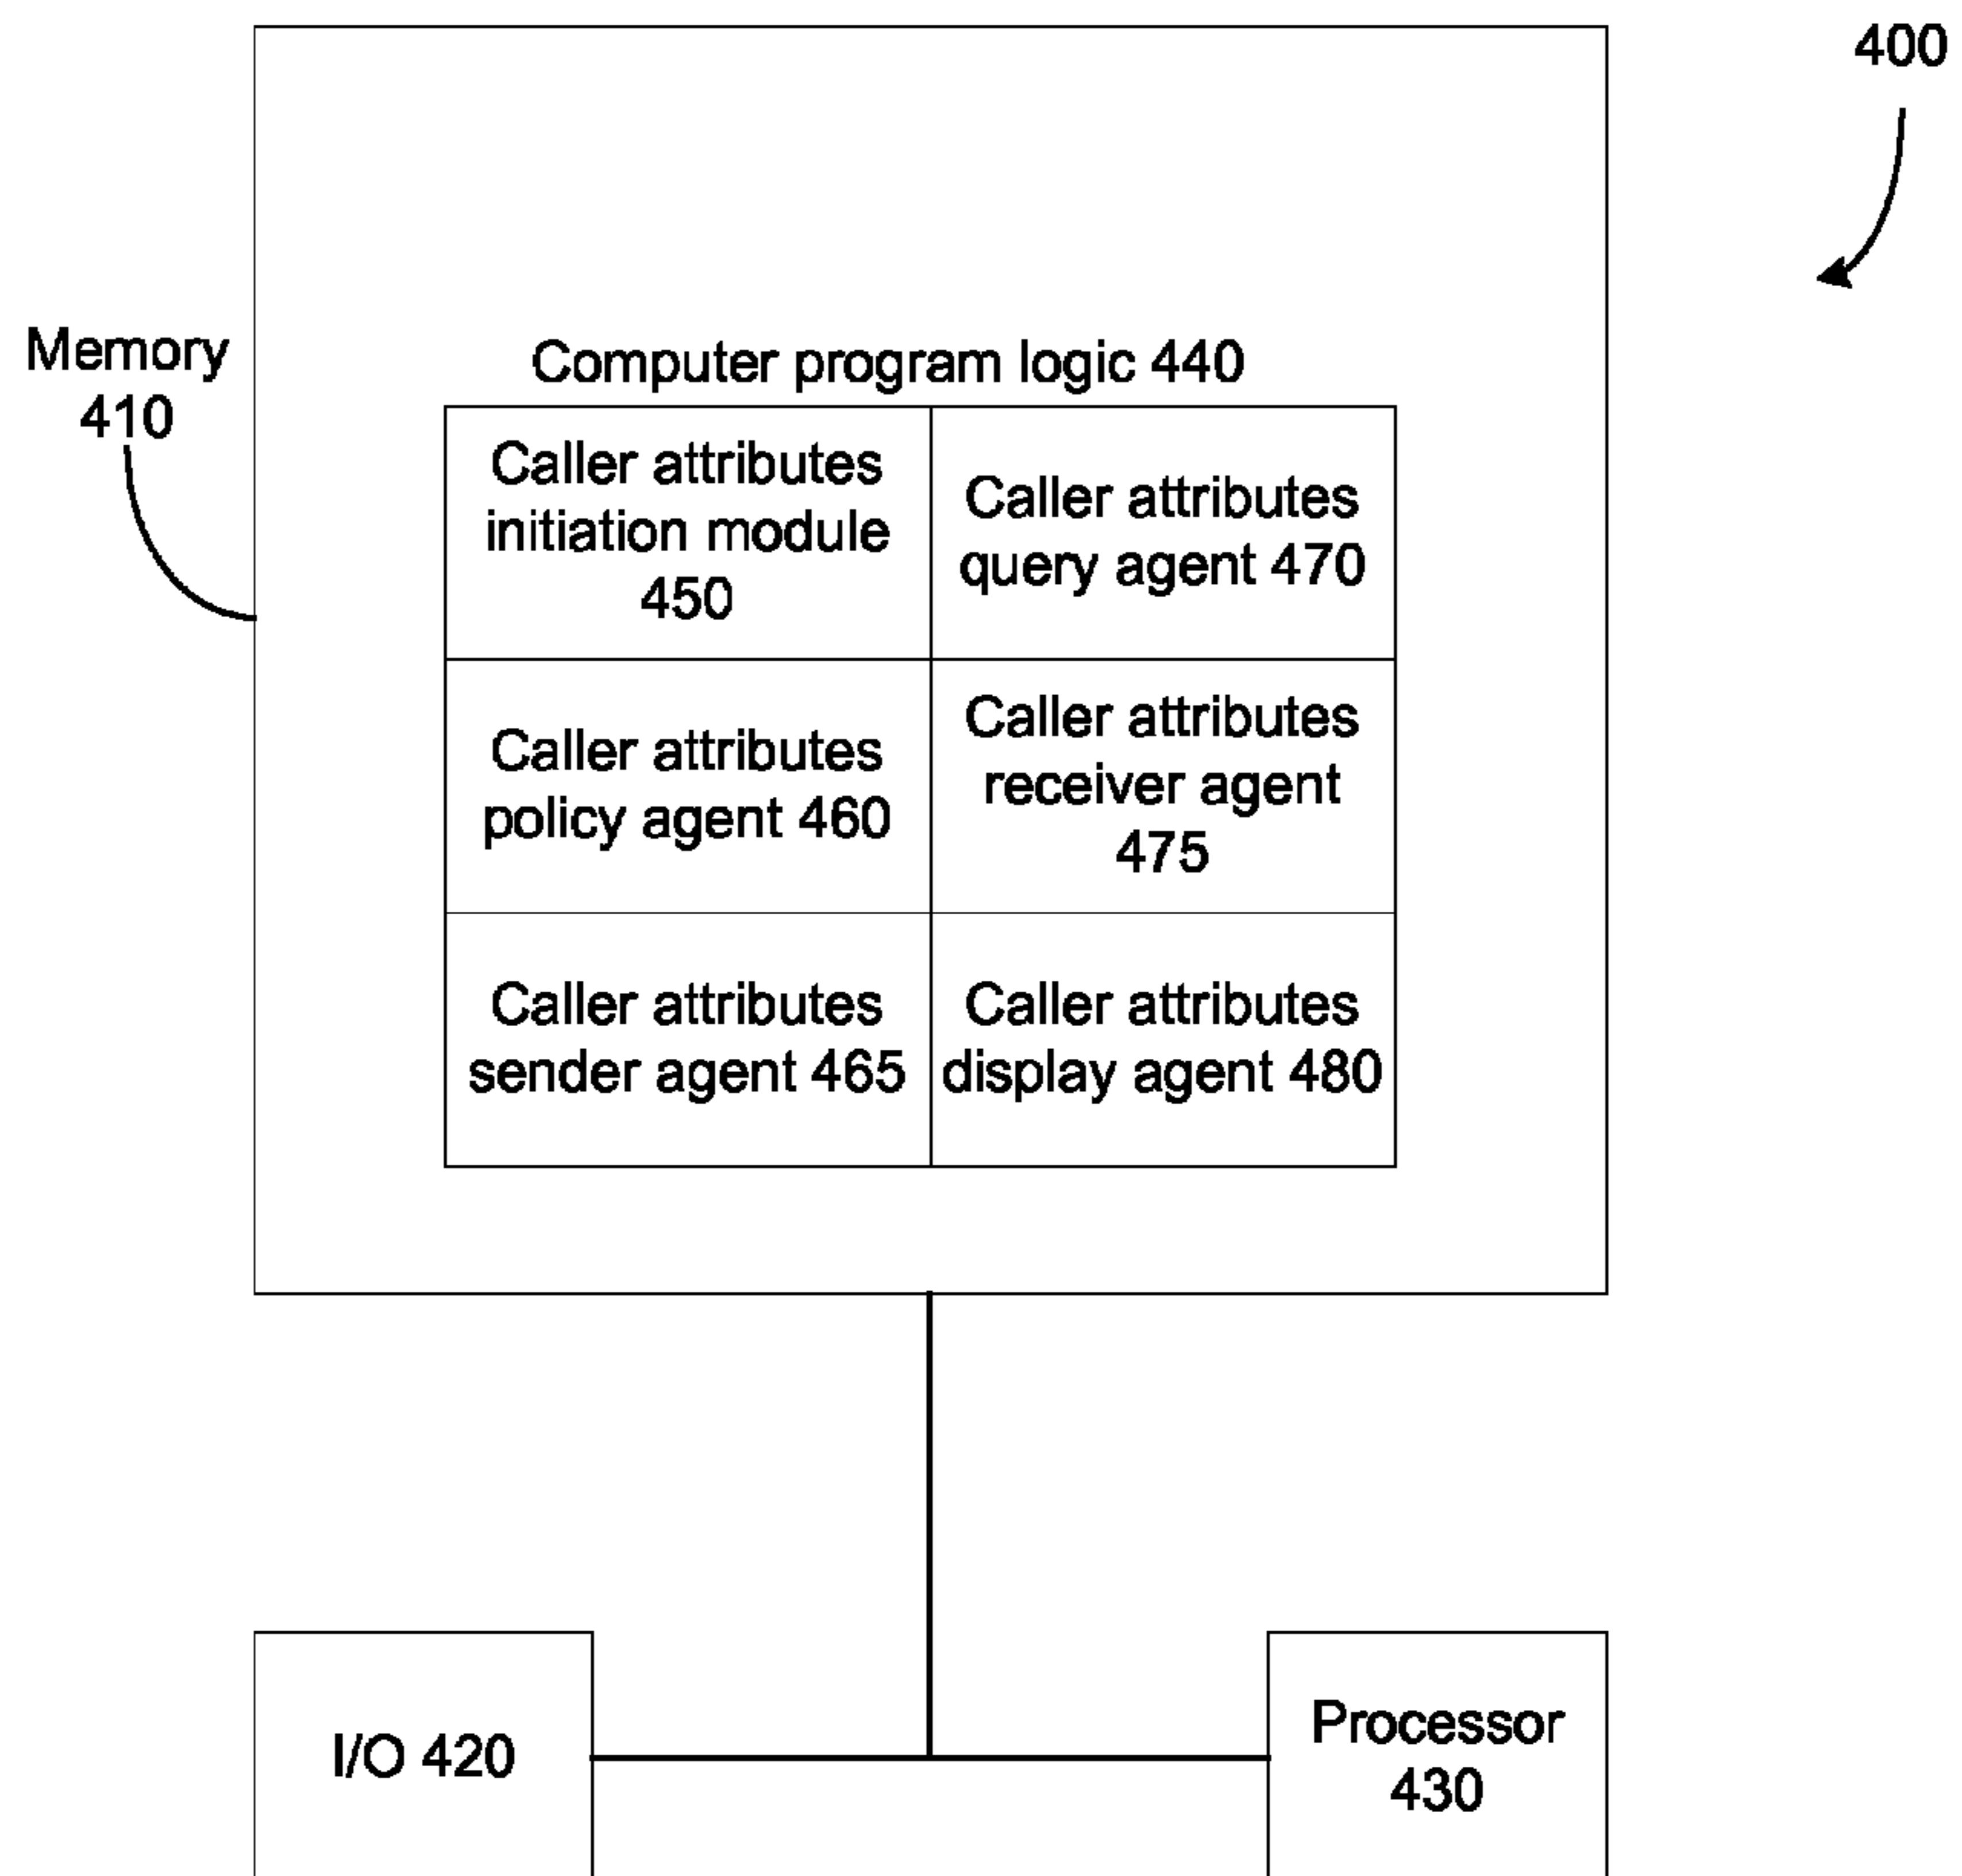 400
Memory
410
Computer program logic 440
Caller attributes
initiation module
450
Caller attributes
query agent 470
Caller attributes
policy agent 460
Caller attributes
receiver agent
475
Caller attributes
sender agent 465
Caller attributes
display agent 480
I/O 420
Processor
430